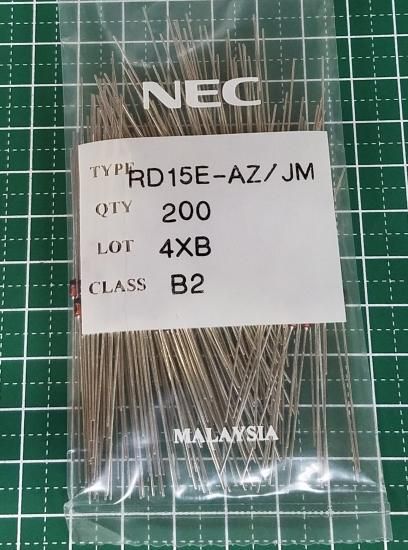 NEC
TYPE RD15E-AZ/JM
QTY 200
LOT 4XB
CLASS B2
MALAYSIA